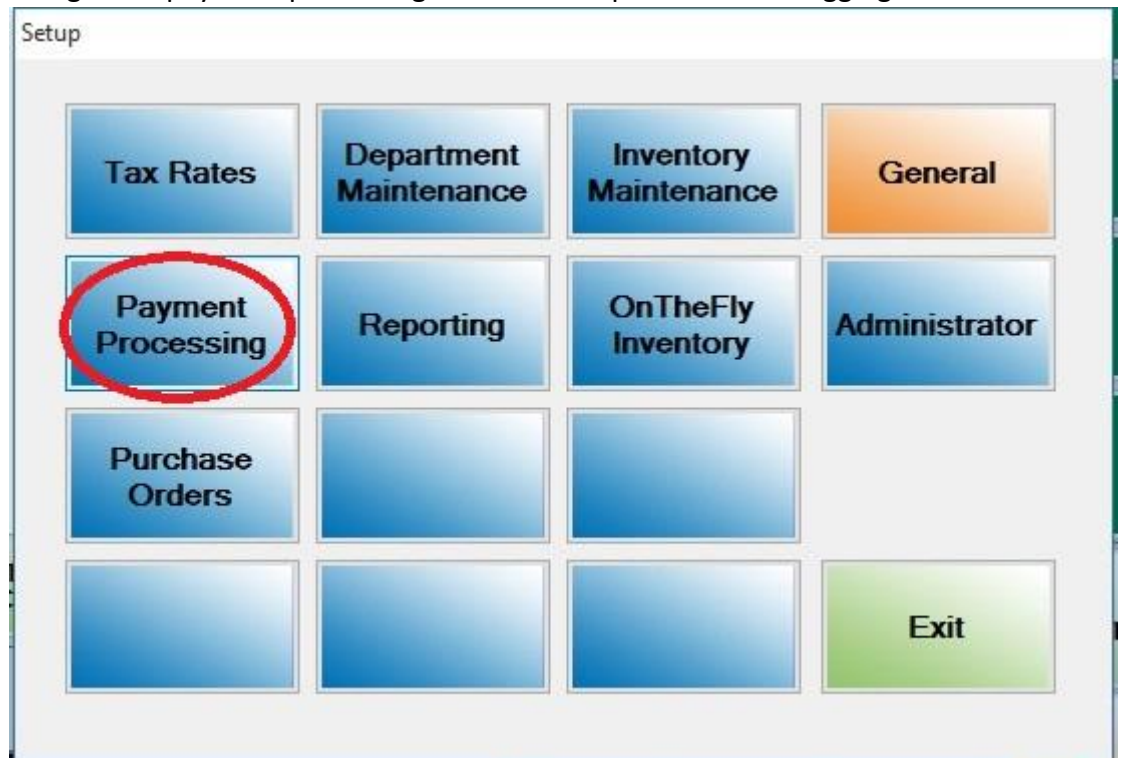 Setup
Tax Rates
Department
Maintenance
Inventory
Maintenance
General
Payment
Processing
Reporting
OnTheFly
Inventory
Administrator
Purchase
Orders
Exit